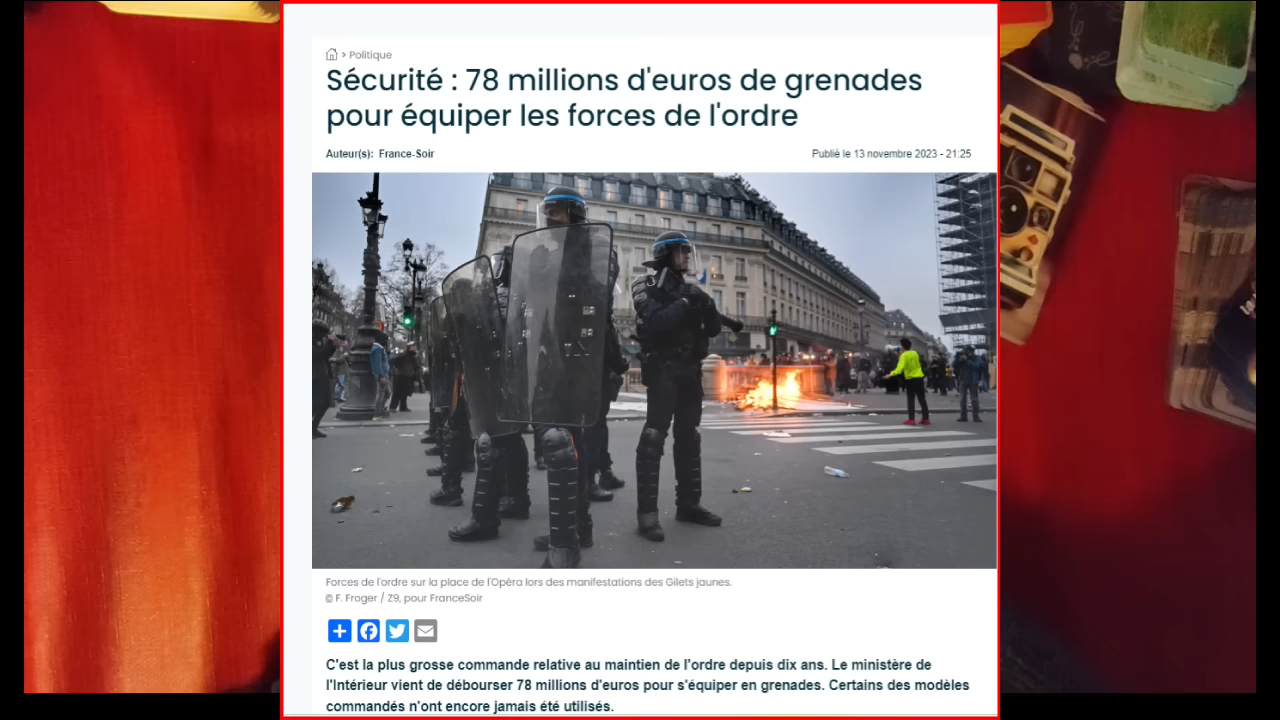 > Politique
Sécurité : 78 millions d'euros de grenades
pour équiper les forces de l'ordre
Auteur(s): France-Soir
Publié le 13 novembre 2023 - 21:25
Forces de l'ordre sur la place de l'Opéra lors des manifestations des Gilets jaunes.
© F. Froger / Z9, pour FranceSoir
C'est la plus grosse commande relative au maintien de l'ordre depuis dix ans. Le ministère de
l'Intérieur vient de débourser 78 millions d'euros pour s'équiper en grenades. Certains des modèles
commandés n'ont encore jamais été utilisés.